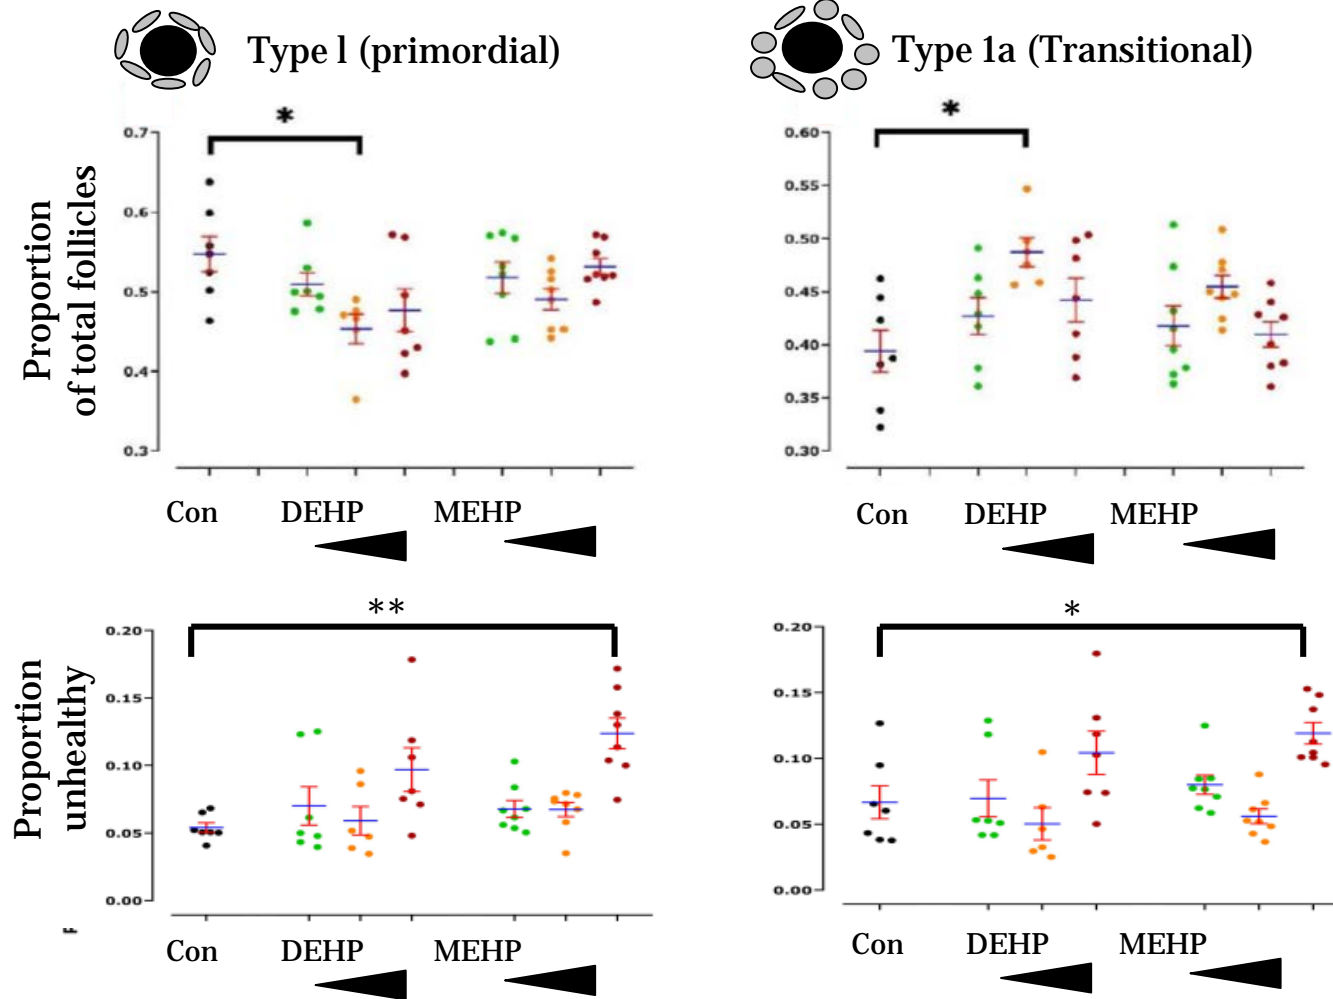 Type l (primordial)
Type 1a (Transitional)
Proportion
of total follicles
*
0.7
0.6
0.5
0.4
0.3
*
0.60
0.55
0.50
0.45
0.40
0.35
0.30
Con DEHP MEHP
Con DEHP MEHP
Proportion
unhealthy
**
0.20
0.15
0.10
0.05
0.00
*
0.20
0.15
0.10
0.05
0.00
Con DEHP MEHP
Con DEHP MEHP